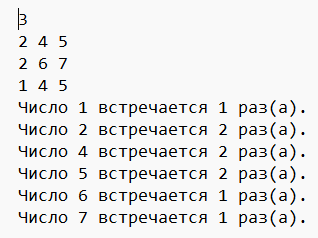 3
2 4 5
2 6 7
1 4 5
Число 1 встречается 1 раз(а).
Число 2 встречается 2 раз(а).
Число 4 встречается 2 раз(а).
Число 5 встречается 2 раз(а).
Число 6 встречается 1 раз(а).
Число 7 встречается 1 раз(а).